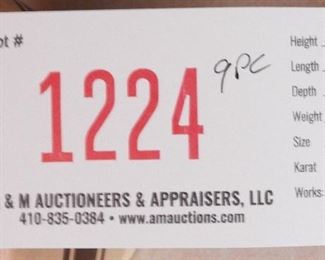 ot #
1224
9PC
& M AUCTIONEERS & APPRAISERS, LLC
410-835-0384 • www.amauctions.com
Height
Length
Depth
Weight
Size
Karat
Works: